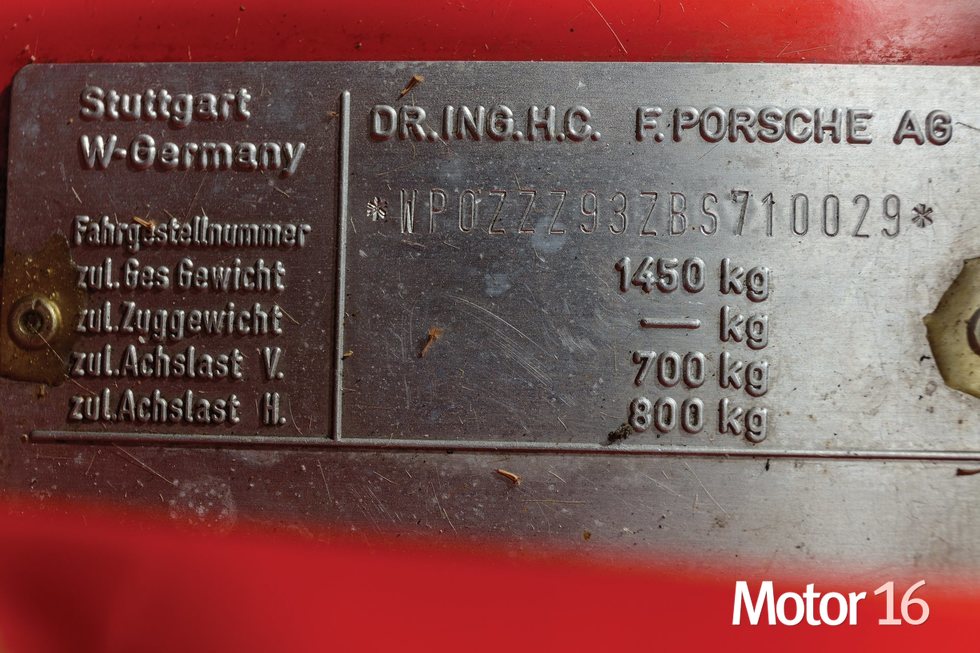 Stuttgart
W-Germany
DR.ING.H.C. F.PORSCHE AG
Fahrgestellnummer
*WP0ZZZ93ZBS710029*
zul.Ges Gewicht 1450 kg
zul.Zuggewicht — kg
zul.Achslast V. 700 kg
zul.Achslast H. 800 kg
Motor 16